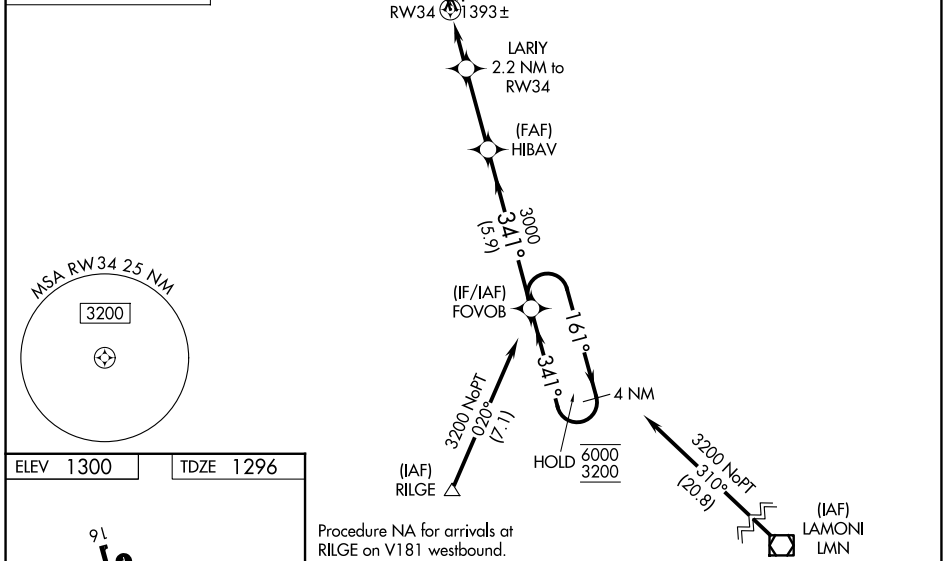 RW34 1393±
LARIY
2.2 NM to
RW34
(FAF)
HIBAV
3000
341°
(5.9)
MSA RW34 25 NM
3200
(IF/IAF)
FOVOB
161°
341°
4 NM
HOLD 6000
3200
3200 NoPT
020°
(7.1)
(IAF)
RILGE
3200 NoPT
310°
(20.8)
(IAF)
LAMONI
LMN
ELEV 1300
TDZE 1296
16
Procedure NA for arrivals at
RILGE on V181 westbound.